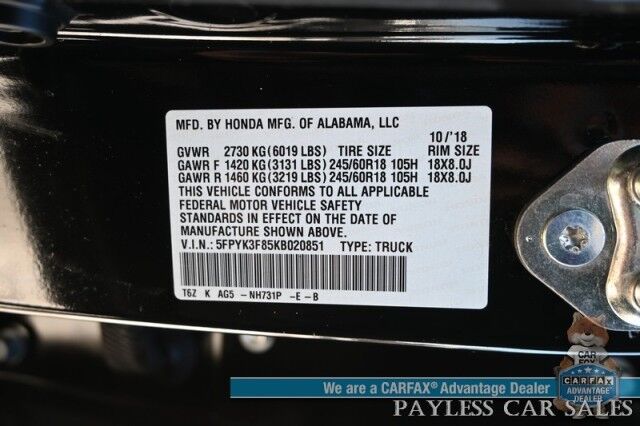 MFD. BY HONDA MFG. OF ALABAMA, LLC
10/'18
GVWR 2730 KG(6019 LBS) TIRE SIZE RIM SIZE
GAWR F 1420 KG(3131 LBS) 245/60R18 105H 18X8.0J
GAWR R 1460 KG(3219 LBS) 245/60R18 105H 18X8.0J
THIS VEHICLE CONFORMS TO ALL APPLICABLE
FEDERAL MOTOR VEHICLE SAFETY
STANDARDS IN EFFECT ON THE DATE OF
MANUFACTURE SHOWN ABOVE.
V.I.N.: 5FPYK3F85KB020851 TYPE: TRUCK
T6Z K AG5 -NH731P -E-B
We are a CARFAX® Advantage Dealer
CAR
FOX
CARFAX
ADVANTAGE
DEALER
PAYLESS CAR SALES